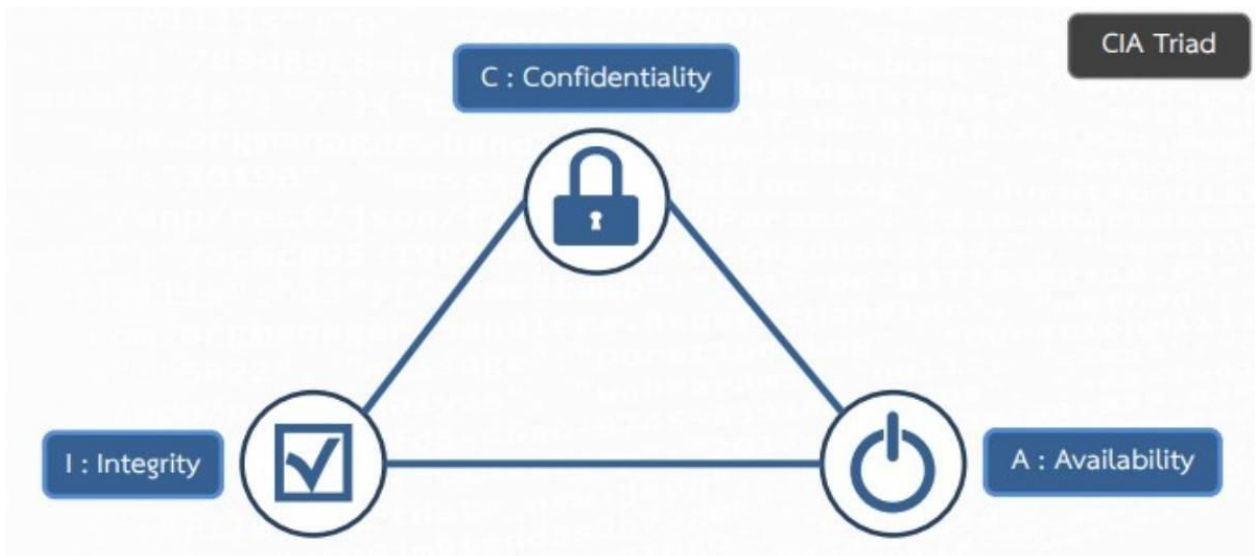 CIA Triad
C : Confidentiality
I : Integrity
A : Availability